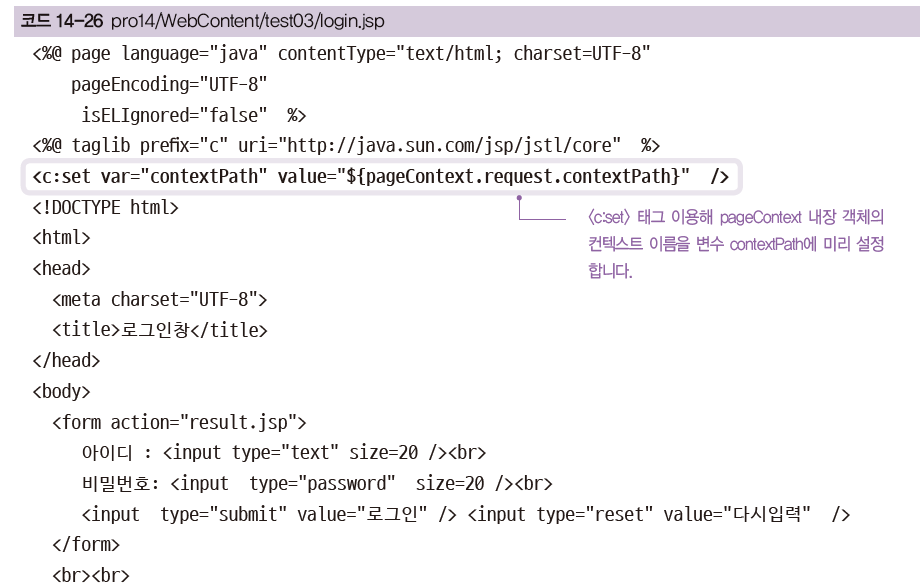 코드 14-26 pro14/WebContent/test03/login.jsp
<%@ page language="java" contentType="text/html; charset=UTF-8"
pageEncoding="UTF-8"
isELIgnored="false" %>
<%@ taglib prefix="c" uri="http://java.sun.com/jsp/jstl/core" %>
<c:set var="contextPath" value="${pageContext.request.contextPath}" />
<!DOCTYPE html>
<c:set> 태그 이용해 pageContext 내장 객체의
<html>
컨텍스트 이름을 변수 contextPath에 미리 설정
<head>
합니다.
<meta charset="UTF-8">
<title>로그인창</title>
</head>
<body>
<form action="result.jsp">
아이디 : <input type="text" size=20 /><br>
비밀번호: <input type="password" size=20 /><br>
<input type="submit" value="로그인" /> <input type="reset" value="다시입력" />
</form>
<br><br>